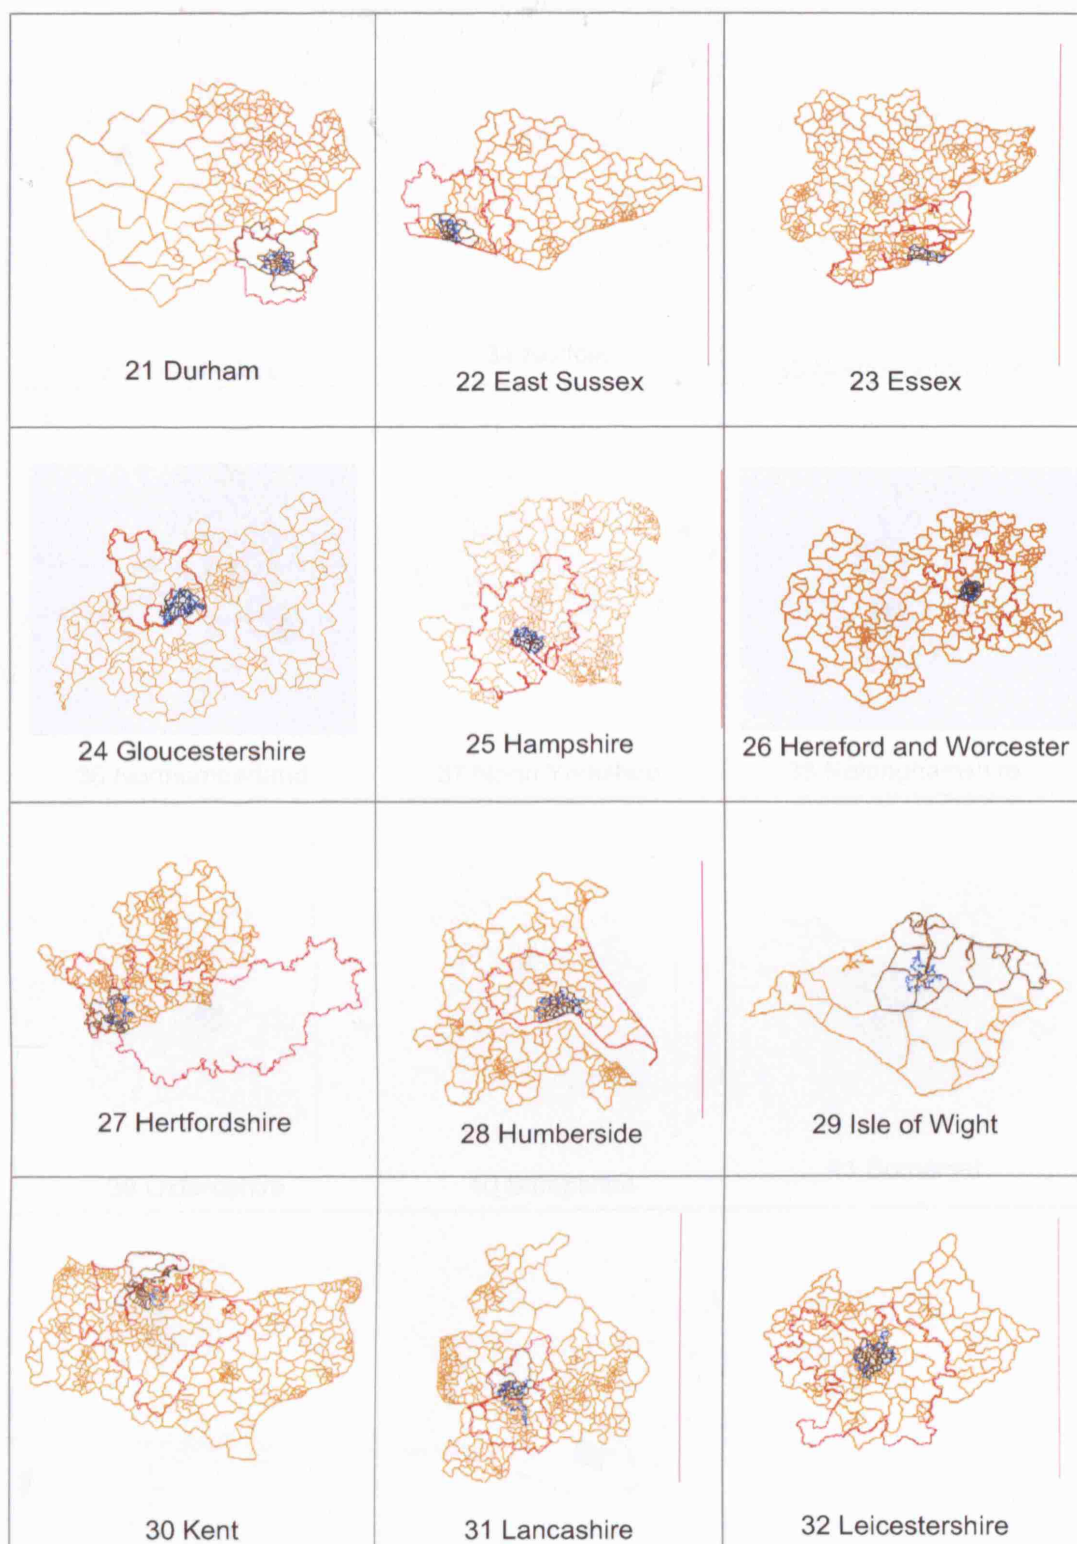 21 Durham
22 East Sussex
23 Essex
24 Gloucestershire
25 Hampshire
26 Hereford and Worcester
27 Hertfordshire
28 Humberside
29 Isle of Wight
30 Kent
31 Lancashire
32 Leicestershire